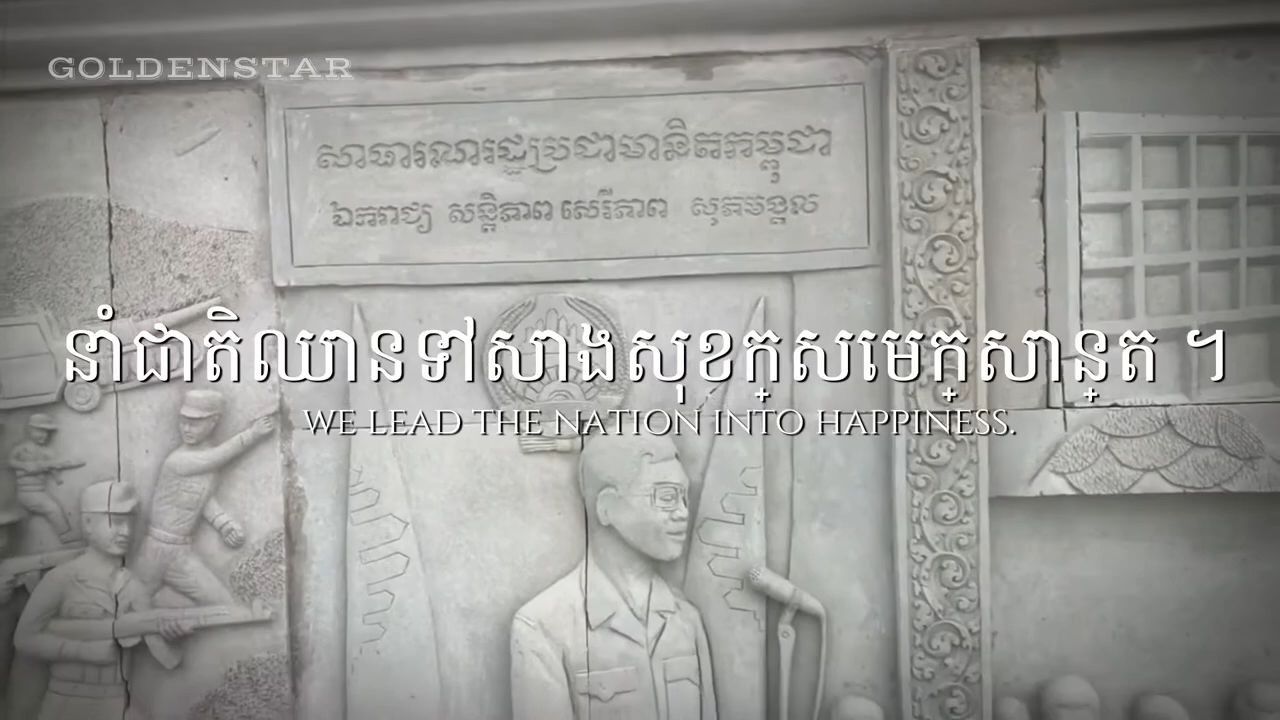 GOLDENSTAR
សាធារណរដ្ឋប្រជាមានិតកម្ពុជា
ឯករាជ្យ សន្តិភាព សេរីភាព សុភមង្គល
នាំជាតិឈានទៅសាងសុខក្សមេក្សាន្ត ។
WE LEAD THE NATION INTO HAPPINESS.